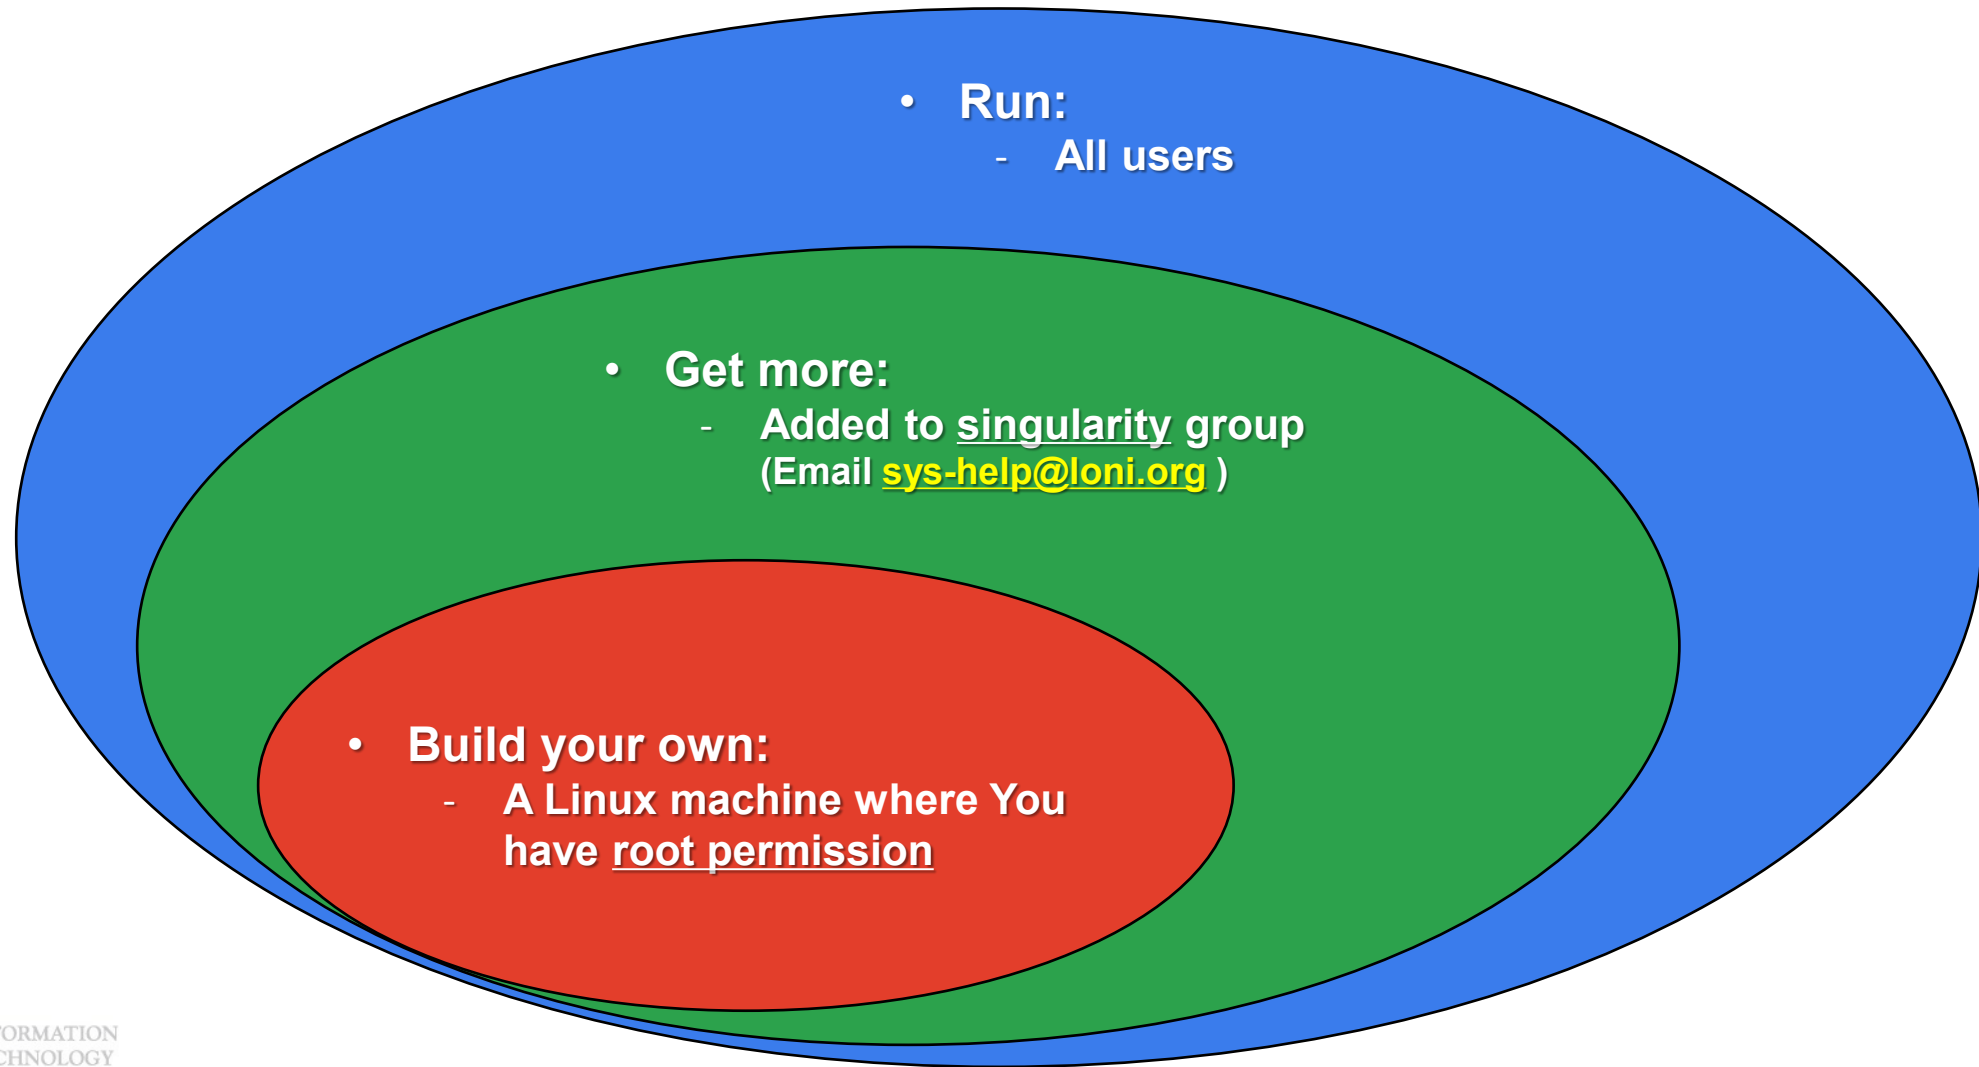 • Run:
- All users
• Get more:
- Added to singularity group
(Email sys-help@loni.org )
• Build your own:
- A Linux machine where You
have root permission
ORMATION
CHNOLOGY